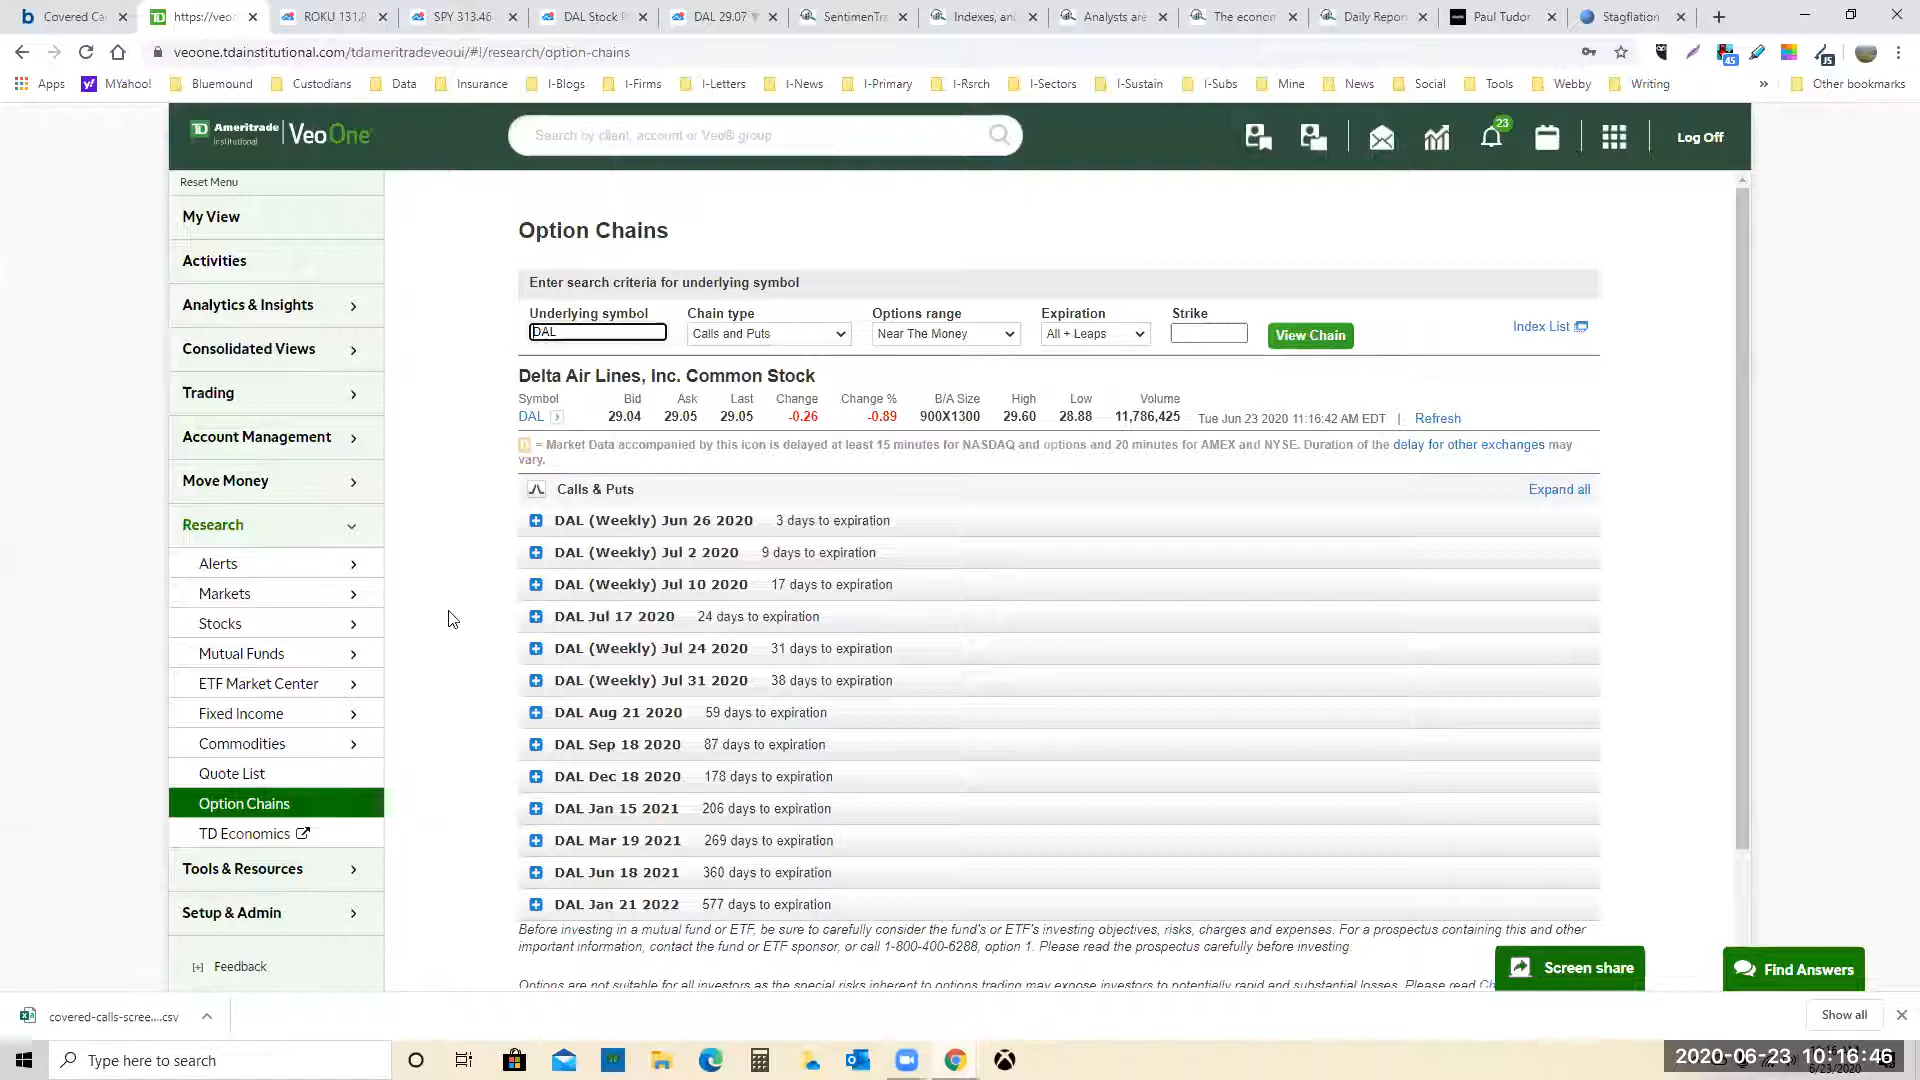 Covered Ca
https://veo
ROKU 131.
SPY 313.46
DAL Stock P
DAL 29.07
SentimenTra
Indexes, an
Analysts are
The econom
Daily Repor
Paul Tudor
Stagflation
veoone.tdainstitutional.com/tdameritradeveoui/#!/research/option-chains
45
Apps
MYahoo!
Bluemound
Custodians
Data
Insurance
I-Blogs
I-Firms
I-Letters
I-News
I-Primary
I-Rsrch
I-Sectors
I-Sustain
I-Subs
Mine
News
Social
Tools
Webby
Writing
»
Other bookmarks
TD Ameritrade Institutional | VeoOne
Search by client, account or Veo® group
23
Log Off
Reset Menu
My View
Activities
Analytics & Insights
Consolidated Views
Trading
Account Management
Move Money
Research
Alerts
Markets
Stocks
Mutual Funds
ETF Market Center
Fixed Income
Commodities
Quote List
Option Chains
TD Economics
Tools & Resources
Setup & Admin
[+] Feedback
Option Chains
Enter search criteria for underlying symbol
Underlying symbol Chain type Options range Expiration Strike
DAL Calls and Puts Near The Money All + Leaps View Chain Index List
Delta Air Lines, Inc. Common Stock
Symbol Bid Ask Last Change Change % B/A Size High Low Volume
DAL 29.04 29.05 29.05 -0.26 -0.89 900X1300 29.60 28.88 11,786,425 Tue Jun 23 2020 11:16:42 AM EDT | Refresh
= Market Data accompanied by this icon is delayed at least 15 minutes for NASDAQ and options and 20 minutes for AMEX and NYSE. Duration of the delay for other exchanges may
vary.
Calls & Puts Expand all
DAL (Weekly) Jun 26 2020 3 days to expiration
DAL (Weekly) Jul 2 2020 9 days to expiration
DAL (Weekly) Jul 10 2020 17 days to expiration
DAL Jul 17 2020 24 days to expiration
DAL (Weekly) Jul 24 2020 31 days to expiration
DAL (Weekly) Jul 31 2020 38 days to expiration
DAL Aug 21 2020 59 days to expiration
DAL Sep 18 2020 87 days to expiration
DAL Dec 18 2020 178 days to expiration
DAL Jan 15 2021 206 days to expiration
DAL Mar 19 2021 269 days to expiration
DAL Jun 18 2021 360 days to expiration
DAL Jan 21 2022 577 days to expiration
Before investing in a mutual fund or ETF, be sure to carefully consider the fund's or ETF's investing objectives, risks, charges and expenses. For a prospectus containing this and other
important information, contact the fund or ETF sponsor, or call 1-800-400-6288, option 1. Please read the prospectus carefully before investing.
Options are not suitable for all investors as the special risks inherent to options trading may expose investors to potentially rapid and substantial losses. Please read
Screen share
Find Answers
covered-calls-scree....csv
Show all
Type here to search
2020-06-23 10:16:46
6/23/2020